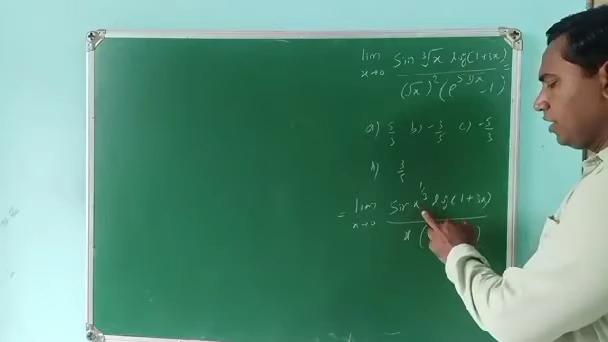 lim sin ∛x log(1+3x)
x→0 (√x)² (e^(5∛x) -1) =
a) 5/3 b) -3/5 c) -5/3
d) 3/5
= lim sin x^(1/3) log(1+3x)
x→0 x (